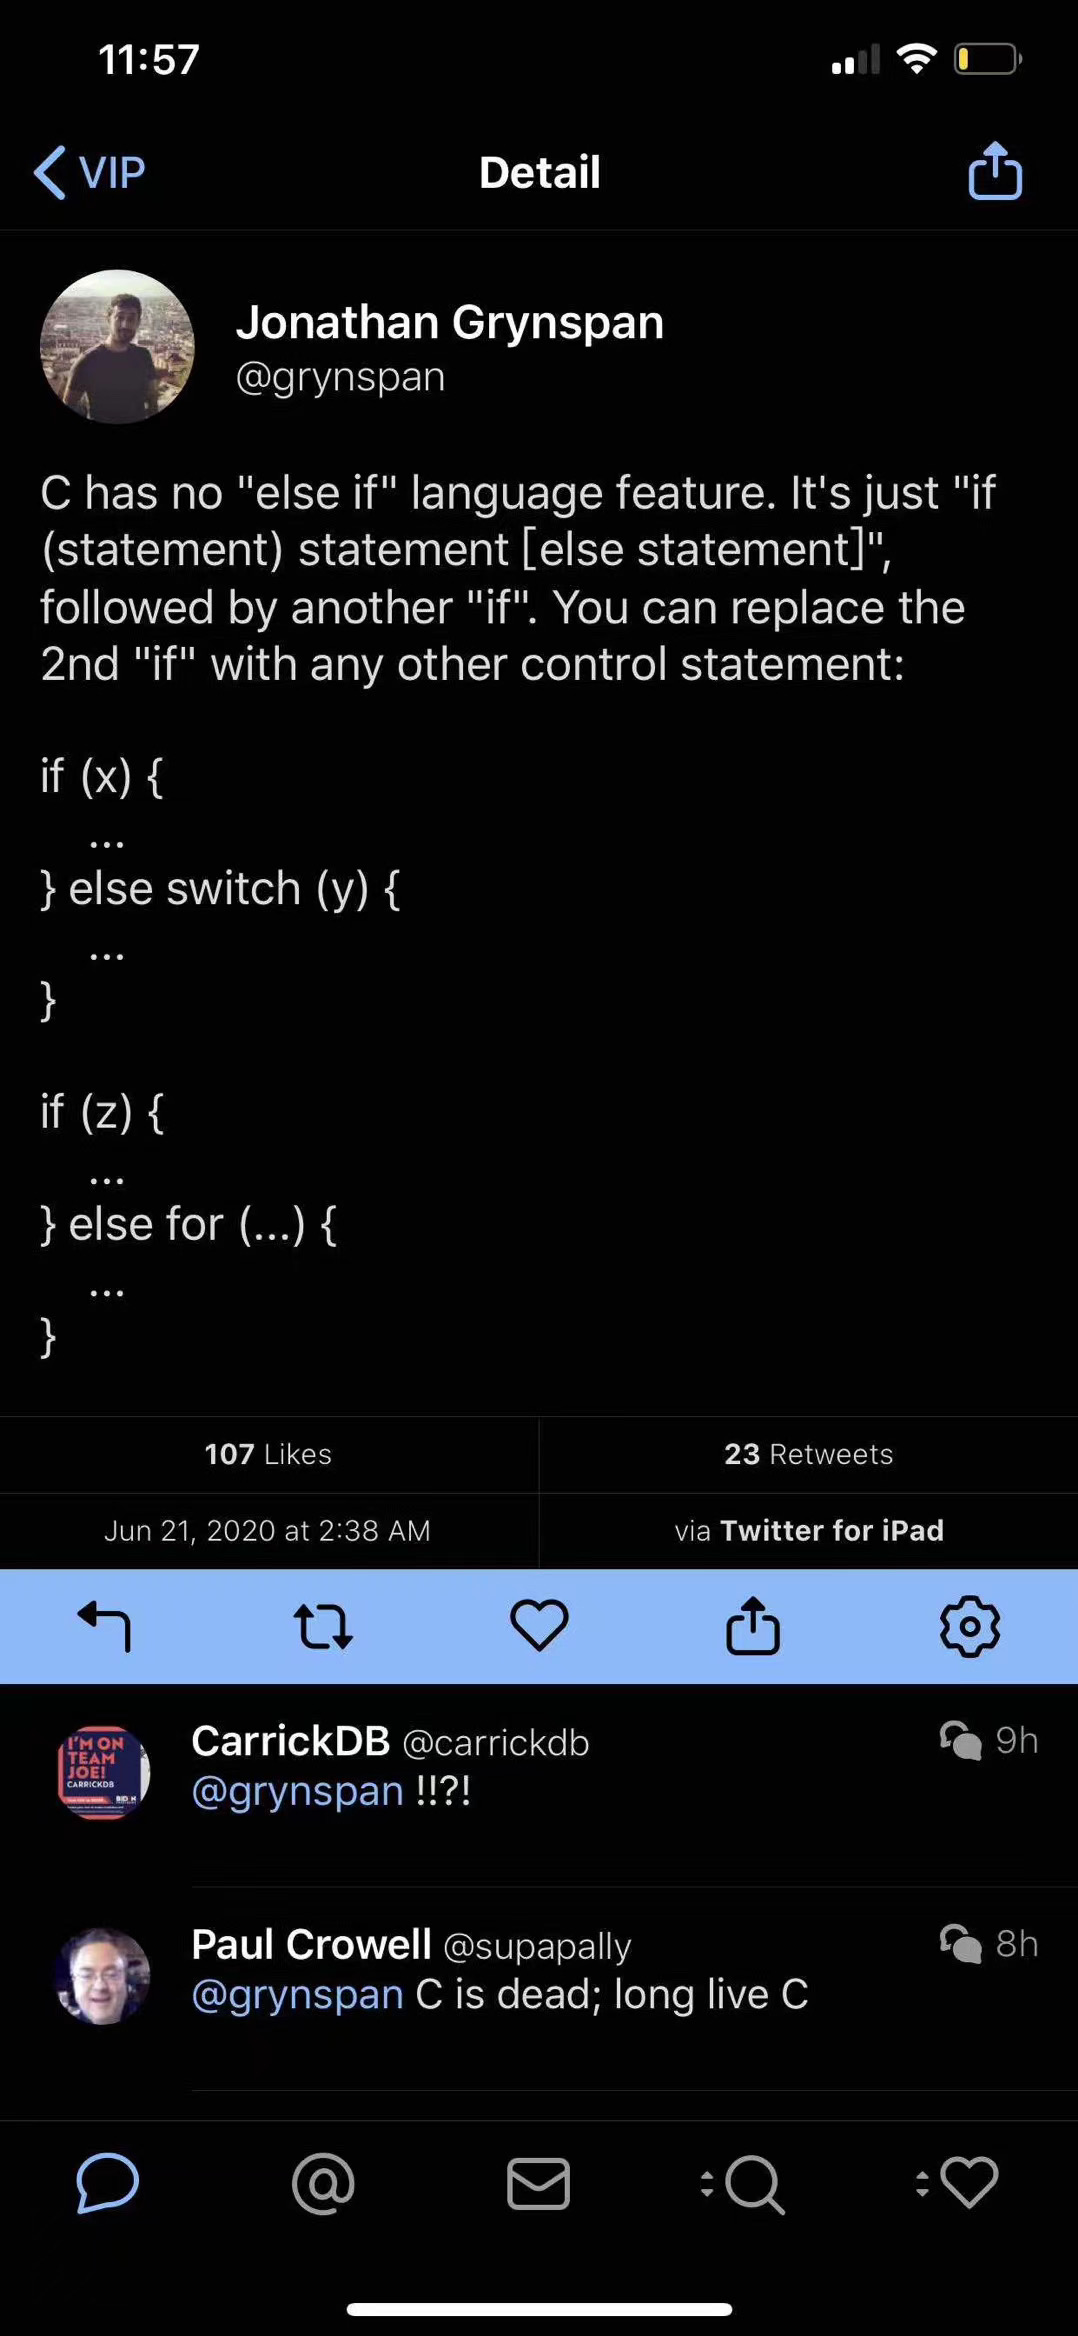 11:57
VIP
Detail
Jonathan Grynspan
@grynspan
C has no "else if" language feature. It's just "if
(statement) statement [else statement]",
followed by another "if". You can replace the
2nd "if" with any other control statement:
if (x) {
...
} else switch (y) {
...
}
if (z) {
...
} else for (...) {
...
}
107 Likes
23 Retweets
Jun 21, 2020 at 2:38 AM
via Twitter for iPad
I'M ON
TEAM
JOE!
CARRICKDB
CarrickDB @carrickdb
9h
@grynspan !!?!
Paul Crowell @supapally
8h
@grynspan C is dead; long live C